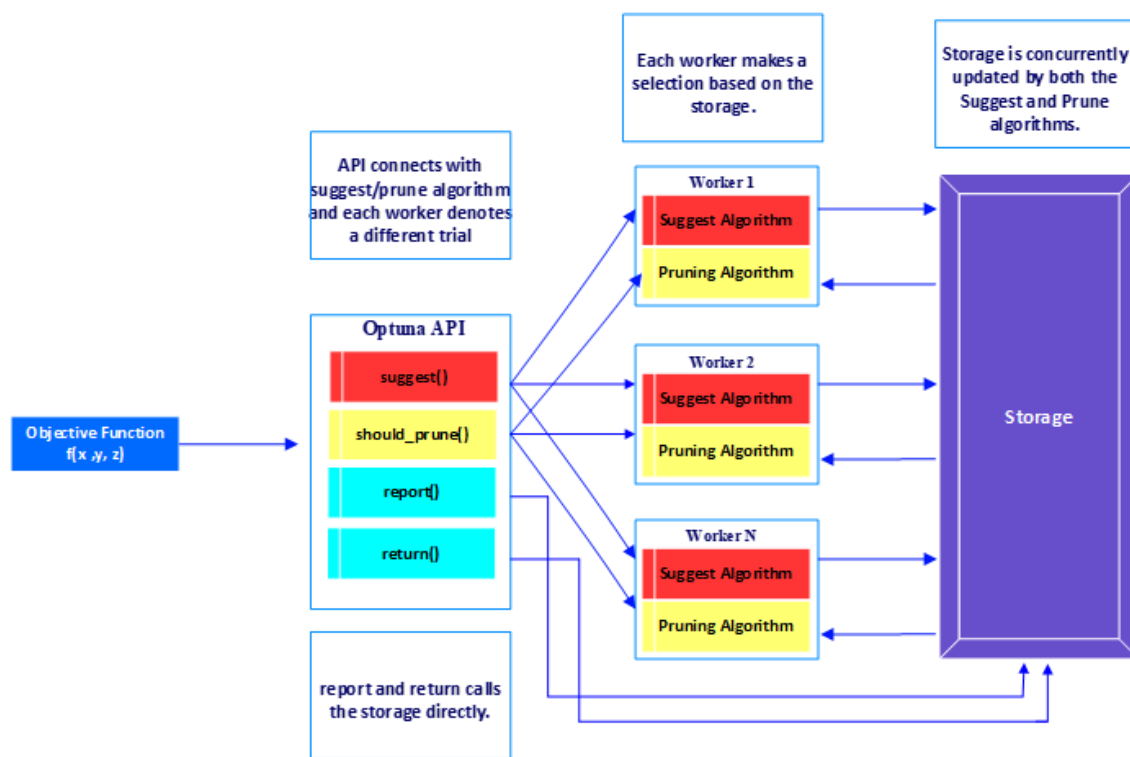 Each worker makes a
selection based on the
storage.
Storage is concurrently
updated by both the
Suggest and Prune
algorithms.
API connects with
suggest/prune algorithm
and each worker denotes
a different trial
Worker 1
Suggest Algorithm
Pruning Algorithm
Optuna API
suggest()
should_prune()
report()
return()
Worker 2
Suggest Algorithm
Pruning Algorithm
Storage
Objective Function
f(x ,y, z)
Worker N
Suggest Algorithm
Pruning Algorithm
report and return calls
the storage directly.